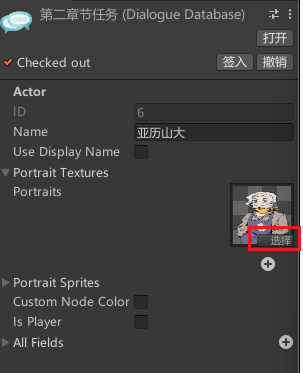 第二章节任务 (Dialogue Database)
打开
Checked out 签入 撤销
Actor
ID 6
Name 亚历山大
Use Display Name
Portrait Textures
Portraits
选择
Portrait Sprites
Custom Node Color
Is Player
All Fields